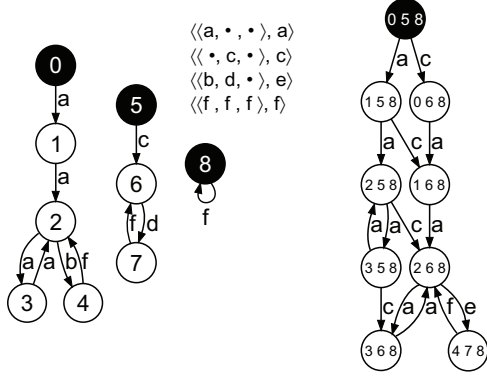 0
a
1
a
2
a a b f
3 4
5
c
6
f d
7
8
f
⟨⟨a, •, •⟩, a⟩
⟨⟨•, c, •⟩, c⟩
⟨⟨b, d, •⟩, e⟩
⟨⟨f, f, f⟩, f⟩
0 5 8
a c
1 5 8 0 6 8
a c a
2 5 8 1 6 8
a a c a
3 5 8 2 6 8
c a a f e
3 6 8 4 7 8